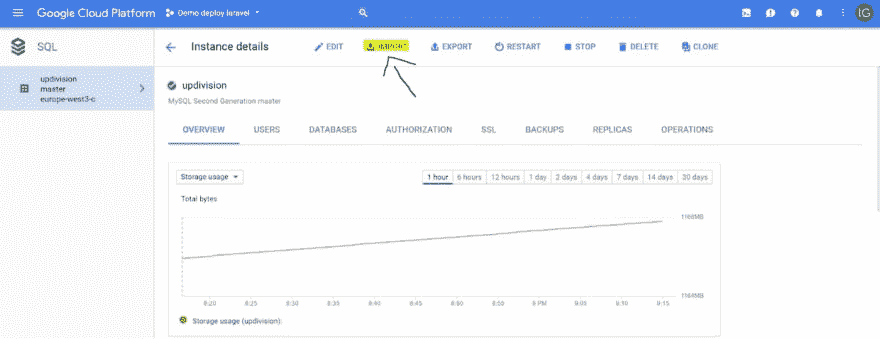 Google Cloud Platform Demo deploy laravel IG
SQL Instance details EDIT IMPORT EXPORT RESTART STOP DELETE CLONE
updivision
master
europe-west3-c
updivision
MySQL Second Generation master
OVERVIEW USERS DATABASES AUTHORIZATION SSL BACKUPS REPLICAS OPERATIONS
Storage usage 1 hour 6 hours 12 hours 1 day 2 days 4 days 7 days 14 days 30 days
Total bytes
1166MB
1164MB
8:20 8:25 8:30 8:35 8:40 8:45 8:50 8:55 9 PM 9:05 9:10 9:15
Storage usage (updivision):